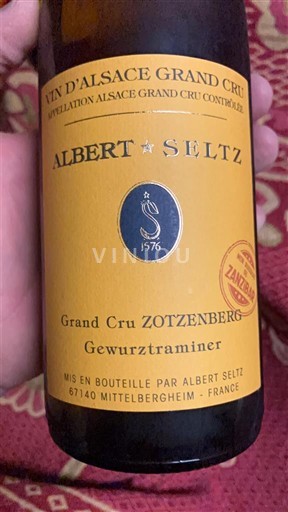 VIN D'ALSACE GRAND CRU
APPELLATION ALSACE GRAND CRU CONTRÔLÉE
ALBERT ★ SELTZ
S
1576
VINIOU
ZANZIBAR
Grand Cru ZOTZENBERG
Gewurztraminer
MIS EN BOUTEILLE PAR ALBERT SELTZ
67140 MITTELBERGHEIM - FRANCE